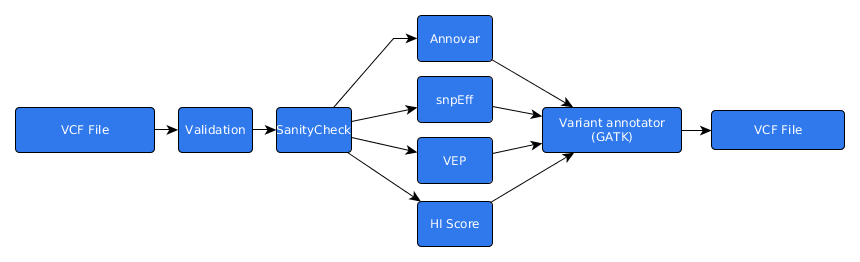 VCF File
Validation
SanityCheck
Annovar
snpEff
VEP
HI Score
Variant annotator
(GATK)
VCF File